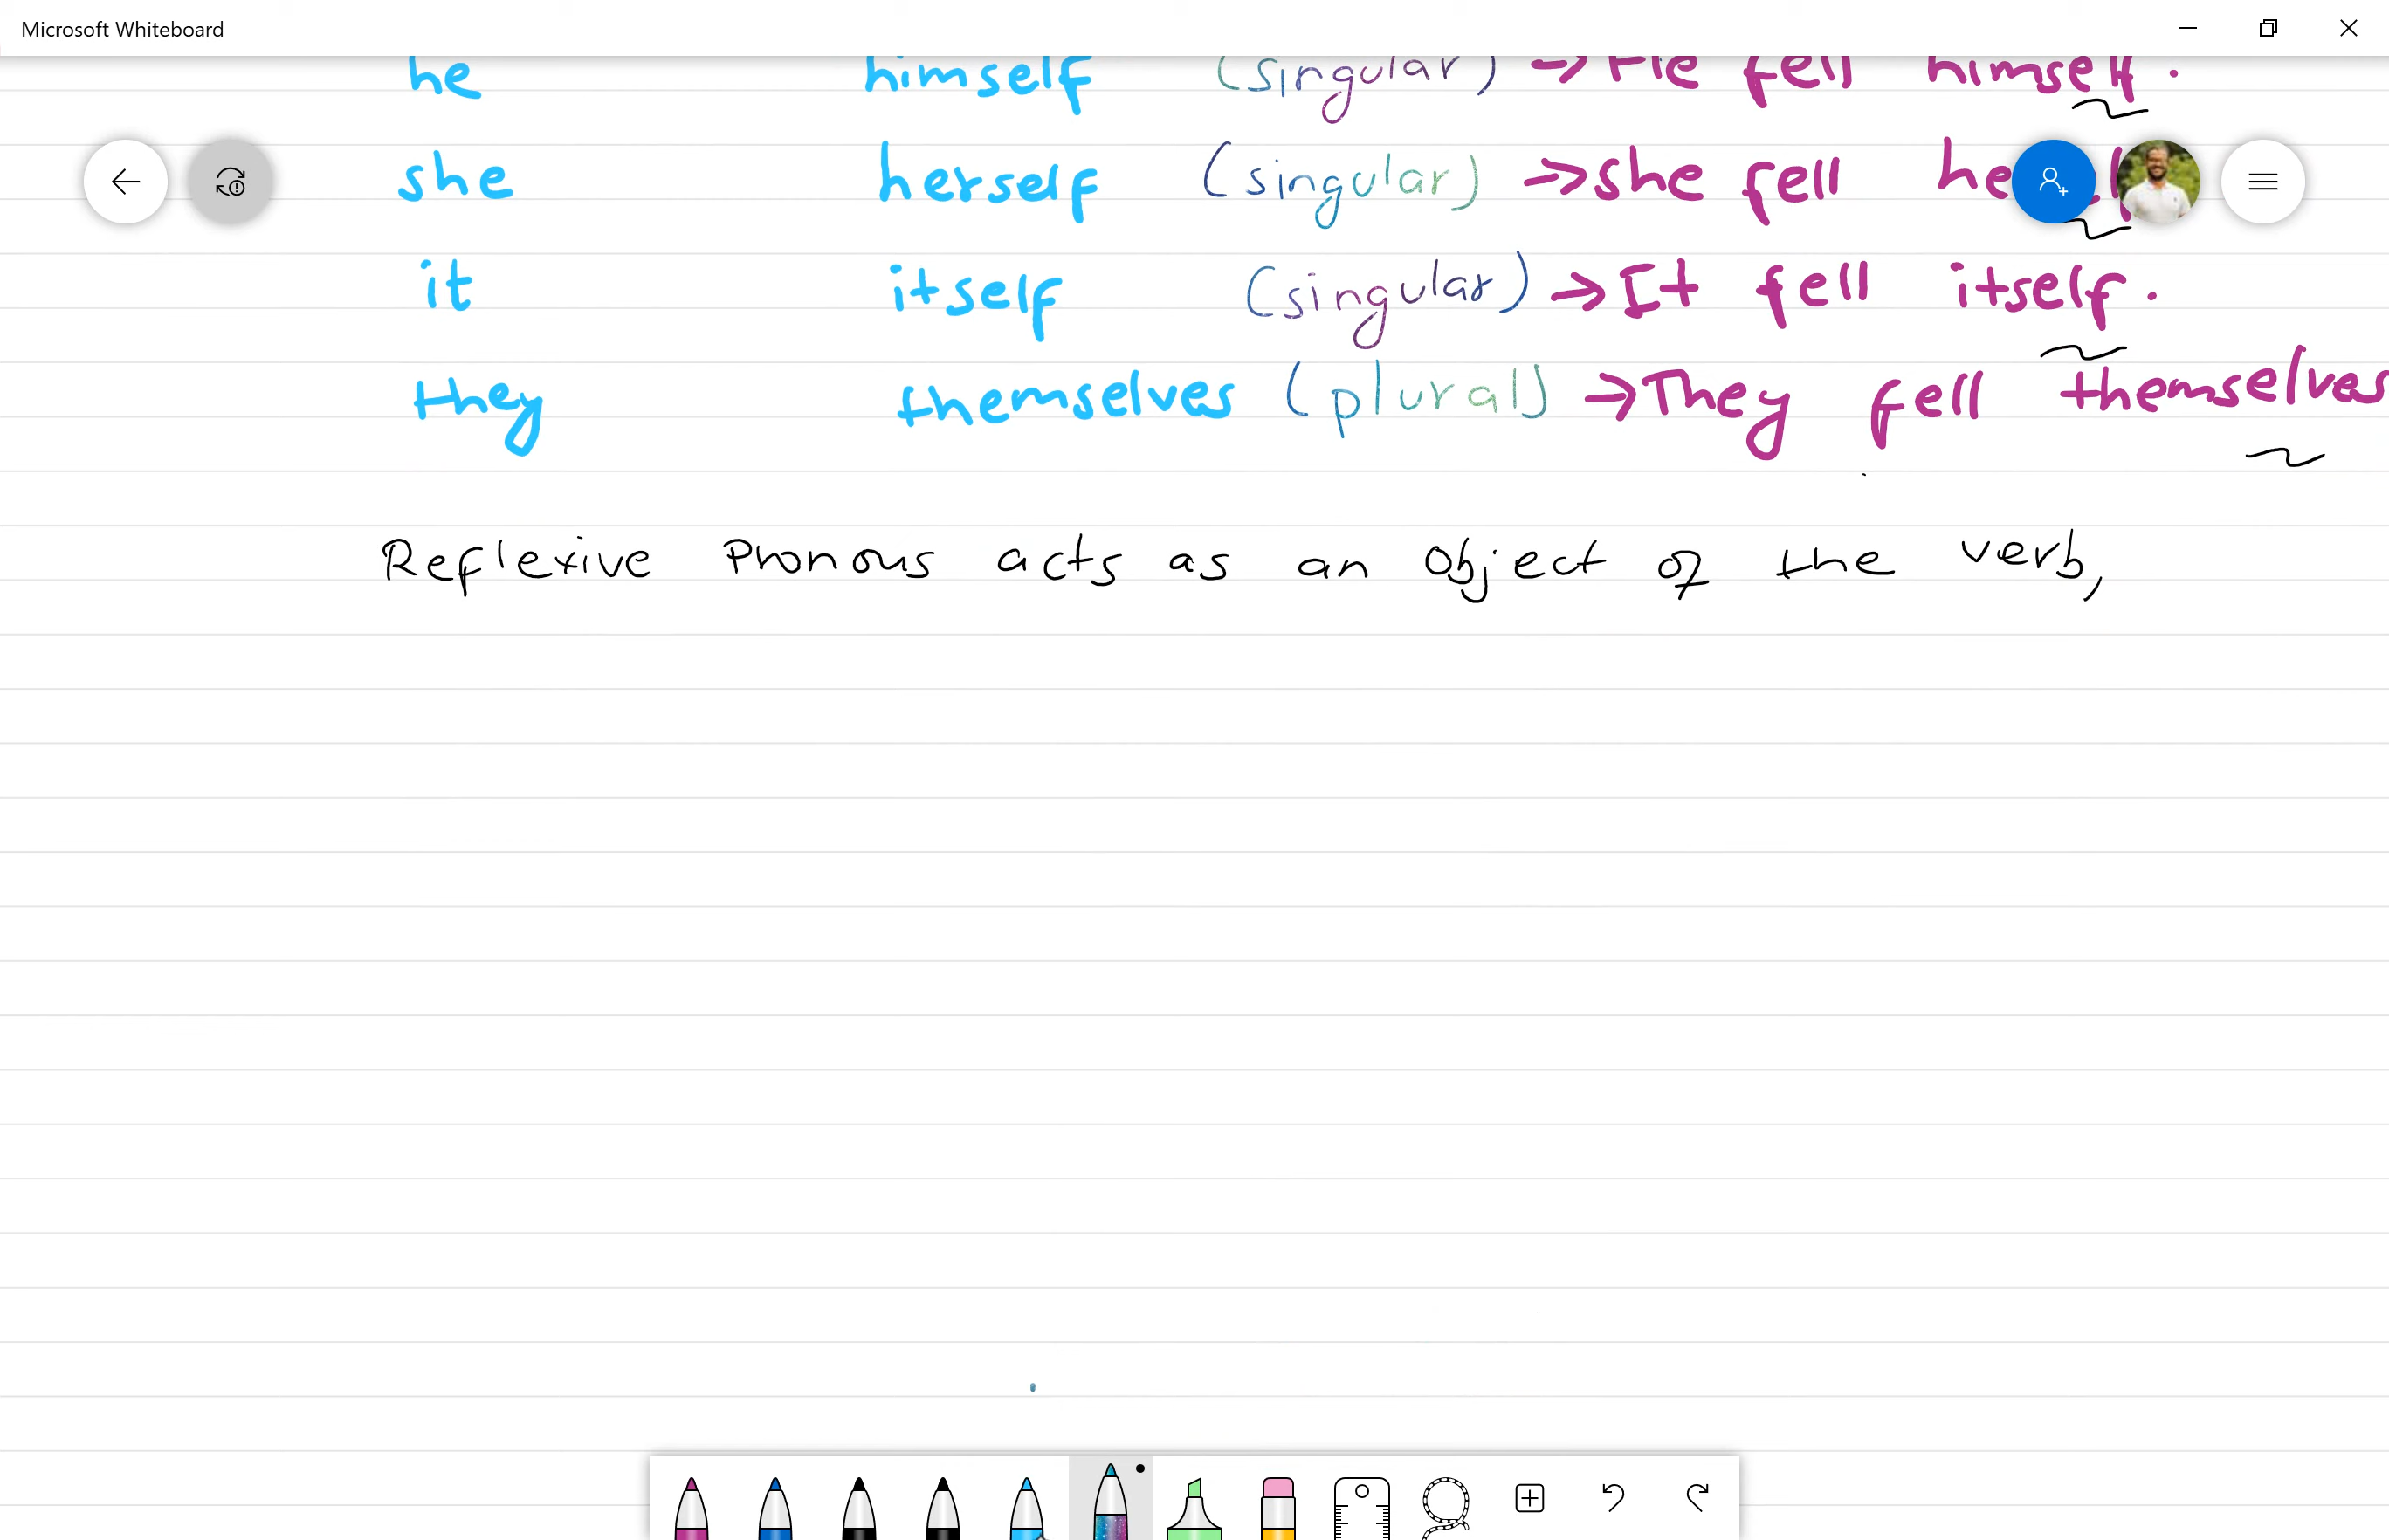 Microsoft Whiteboard
he himself (singular) → He fell himself.
she herself (singular) → she fell
it itself (singular) → It fell itself.
they themselves (plural) → They fell themselves
Reflexive Pronous acts as an Object of the verb,